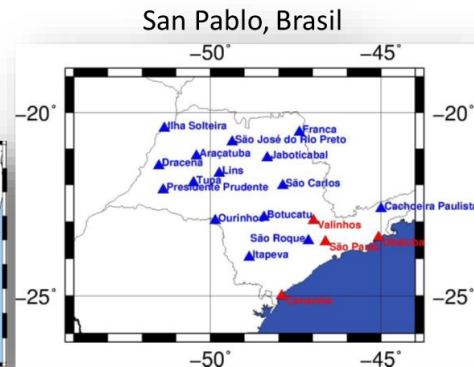 San Pablo, Brasil
−50° −45°
−20° −20°
Ilha Solteira
Franca
São José do Rio Preto
Araçatuba
Jaboticabal
Dracena
Lins
Tupã
Presidente Prudente
São Carlos
Cachoeira Paulista
Ourinhos
Botucatu
Valinhos
São Roque
São Paulo
Itapeva
−25° −25°
−50° −45°